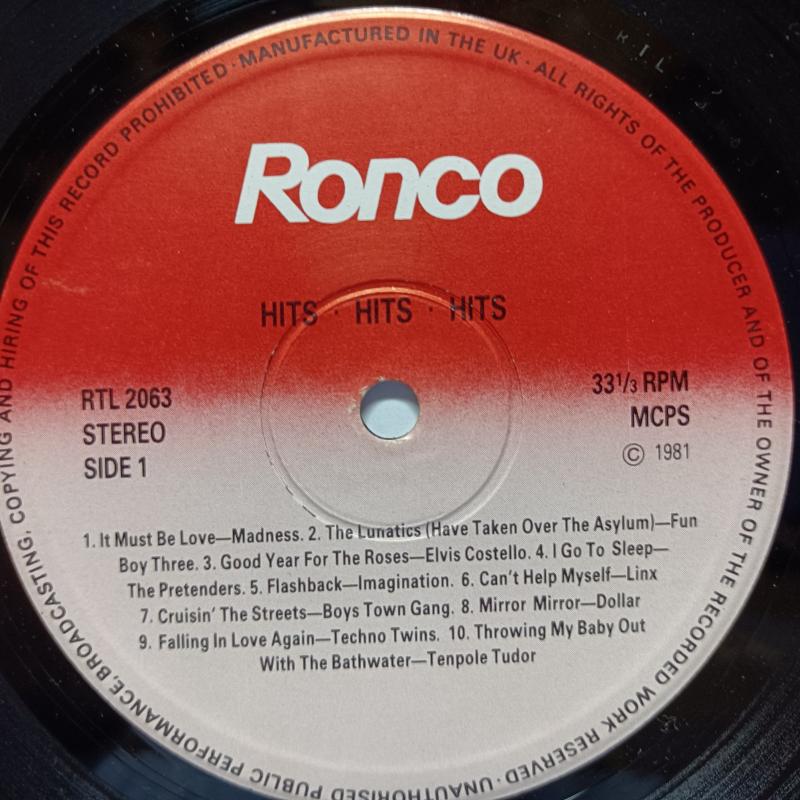 MANUFACTURED IN THE UK · ALL RIGHTS OF THE PRODUCER AND OF THE OWNER OF THE RECORDED WORK RESERVED · UNAUTHORISED PUBLIC PERFORMANCE, BROADCASTING, COPYING AND HIRING OF THIS RECORD PROHIBITED ·
RTL
Ronco
HITS · HITS · HITS
RTL 2063
STEREO
SIDE 1
33⅓ RPM
MCPS
© 1981
1. It Must Be Love—Madness. 2. The Lunatics (Have Taken Over The Asylum)—Fun
Boy Three. 3. Good Year For The Roses—Elvis Costello. 4. I Go To Sleep—
The Pretenders. 5. Flashback—Imagination. 6. Can't Help Myself—Linx
7. Cruisin' The Streets—Boys Town Gang. 8. Mirror Mirror—Dollar
9. Falling In Love Again—Techno Twins. 10. Throwing My Baby Out
With The Bathwater—Tenpole Tudor